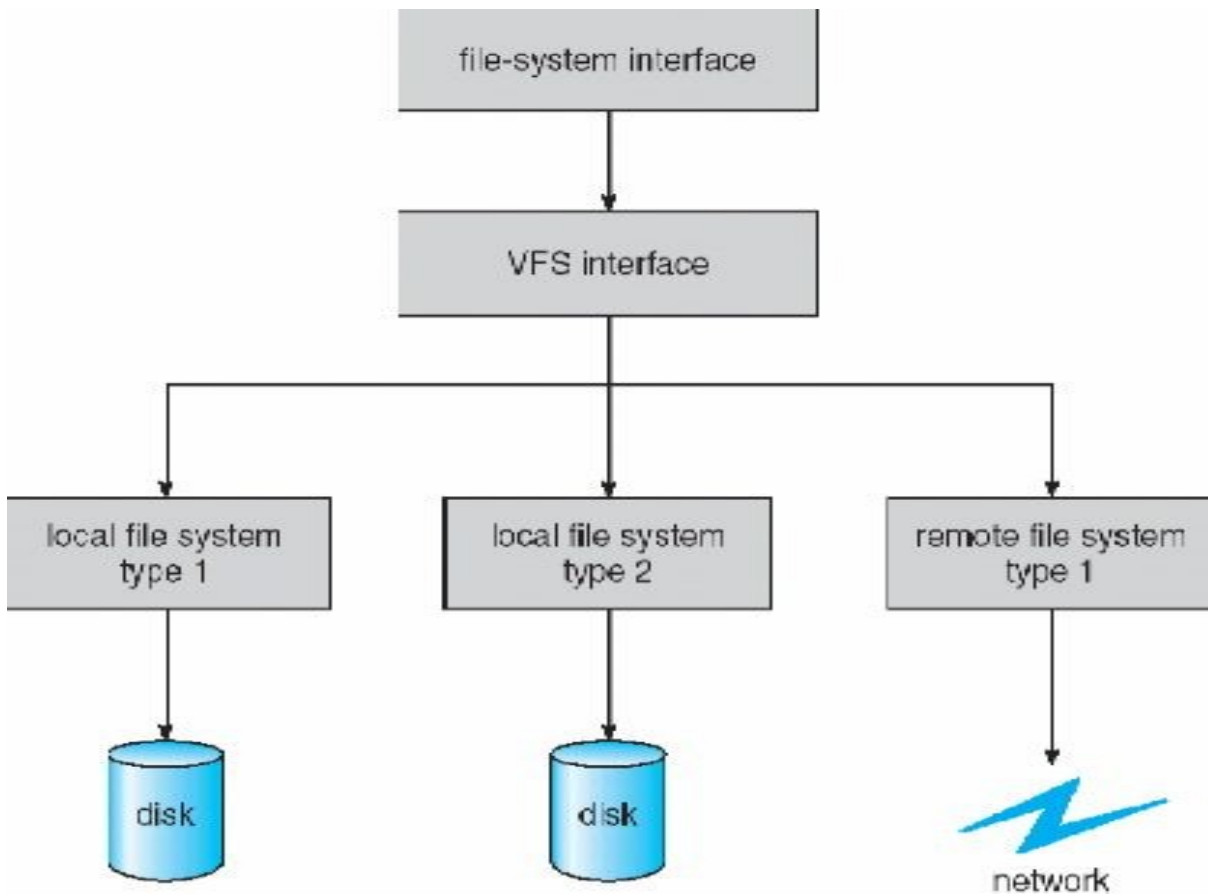 file-system interface
VFS interface
local file system
type 1
local file system
type 2
remote file system
type 1
disk
disk
network